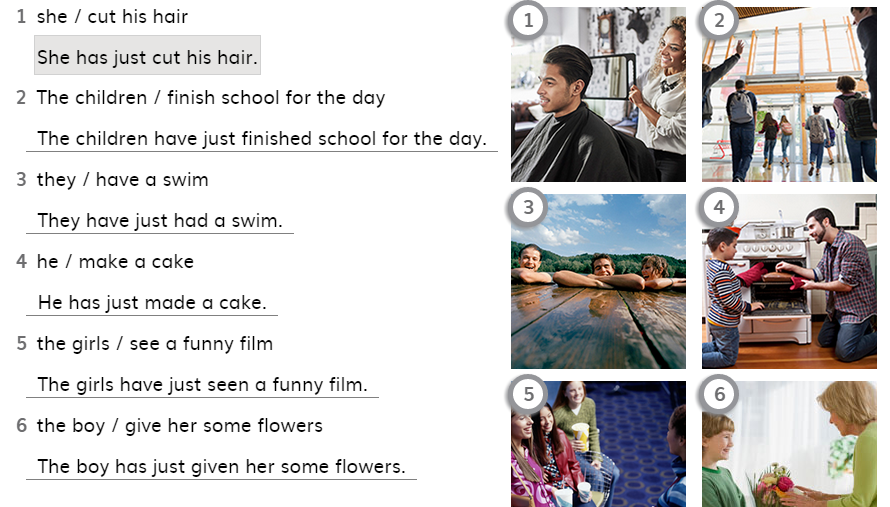 1 she / cut his hair
She has just cut his hair.
2 The children / finish school for the day
The children have just finished school for the day.
3 they / have a swim
They have just had a swim.
4 he / make a cake
He has just made a cake.
5 the girls / see a funny film
The girls have just seen a funny film.
6 the boy / give her some flowers
The boy has just given her some flowers.
1
2
3
4
5
6